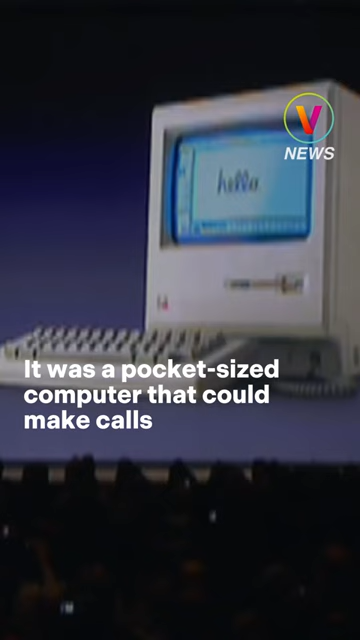 V
NEWS
hello
It was a pocket-sized
computer that could
make calls